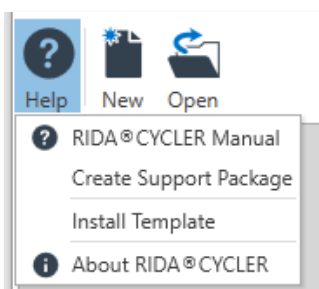 Help New Open
RIDA®CYCLER Manual
Create Support Package
Install Template
About RIDA®CYCLER